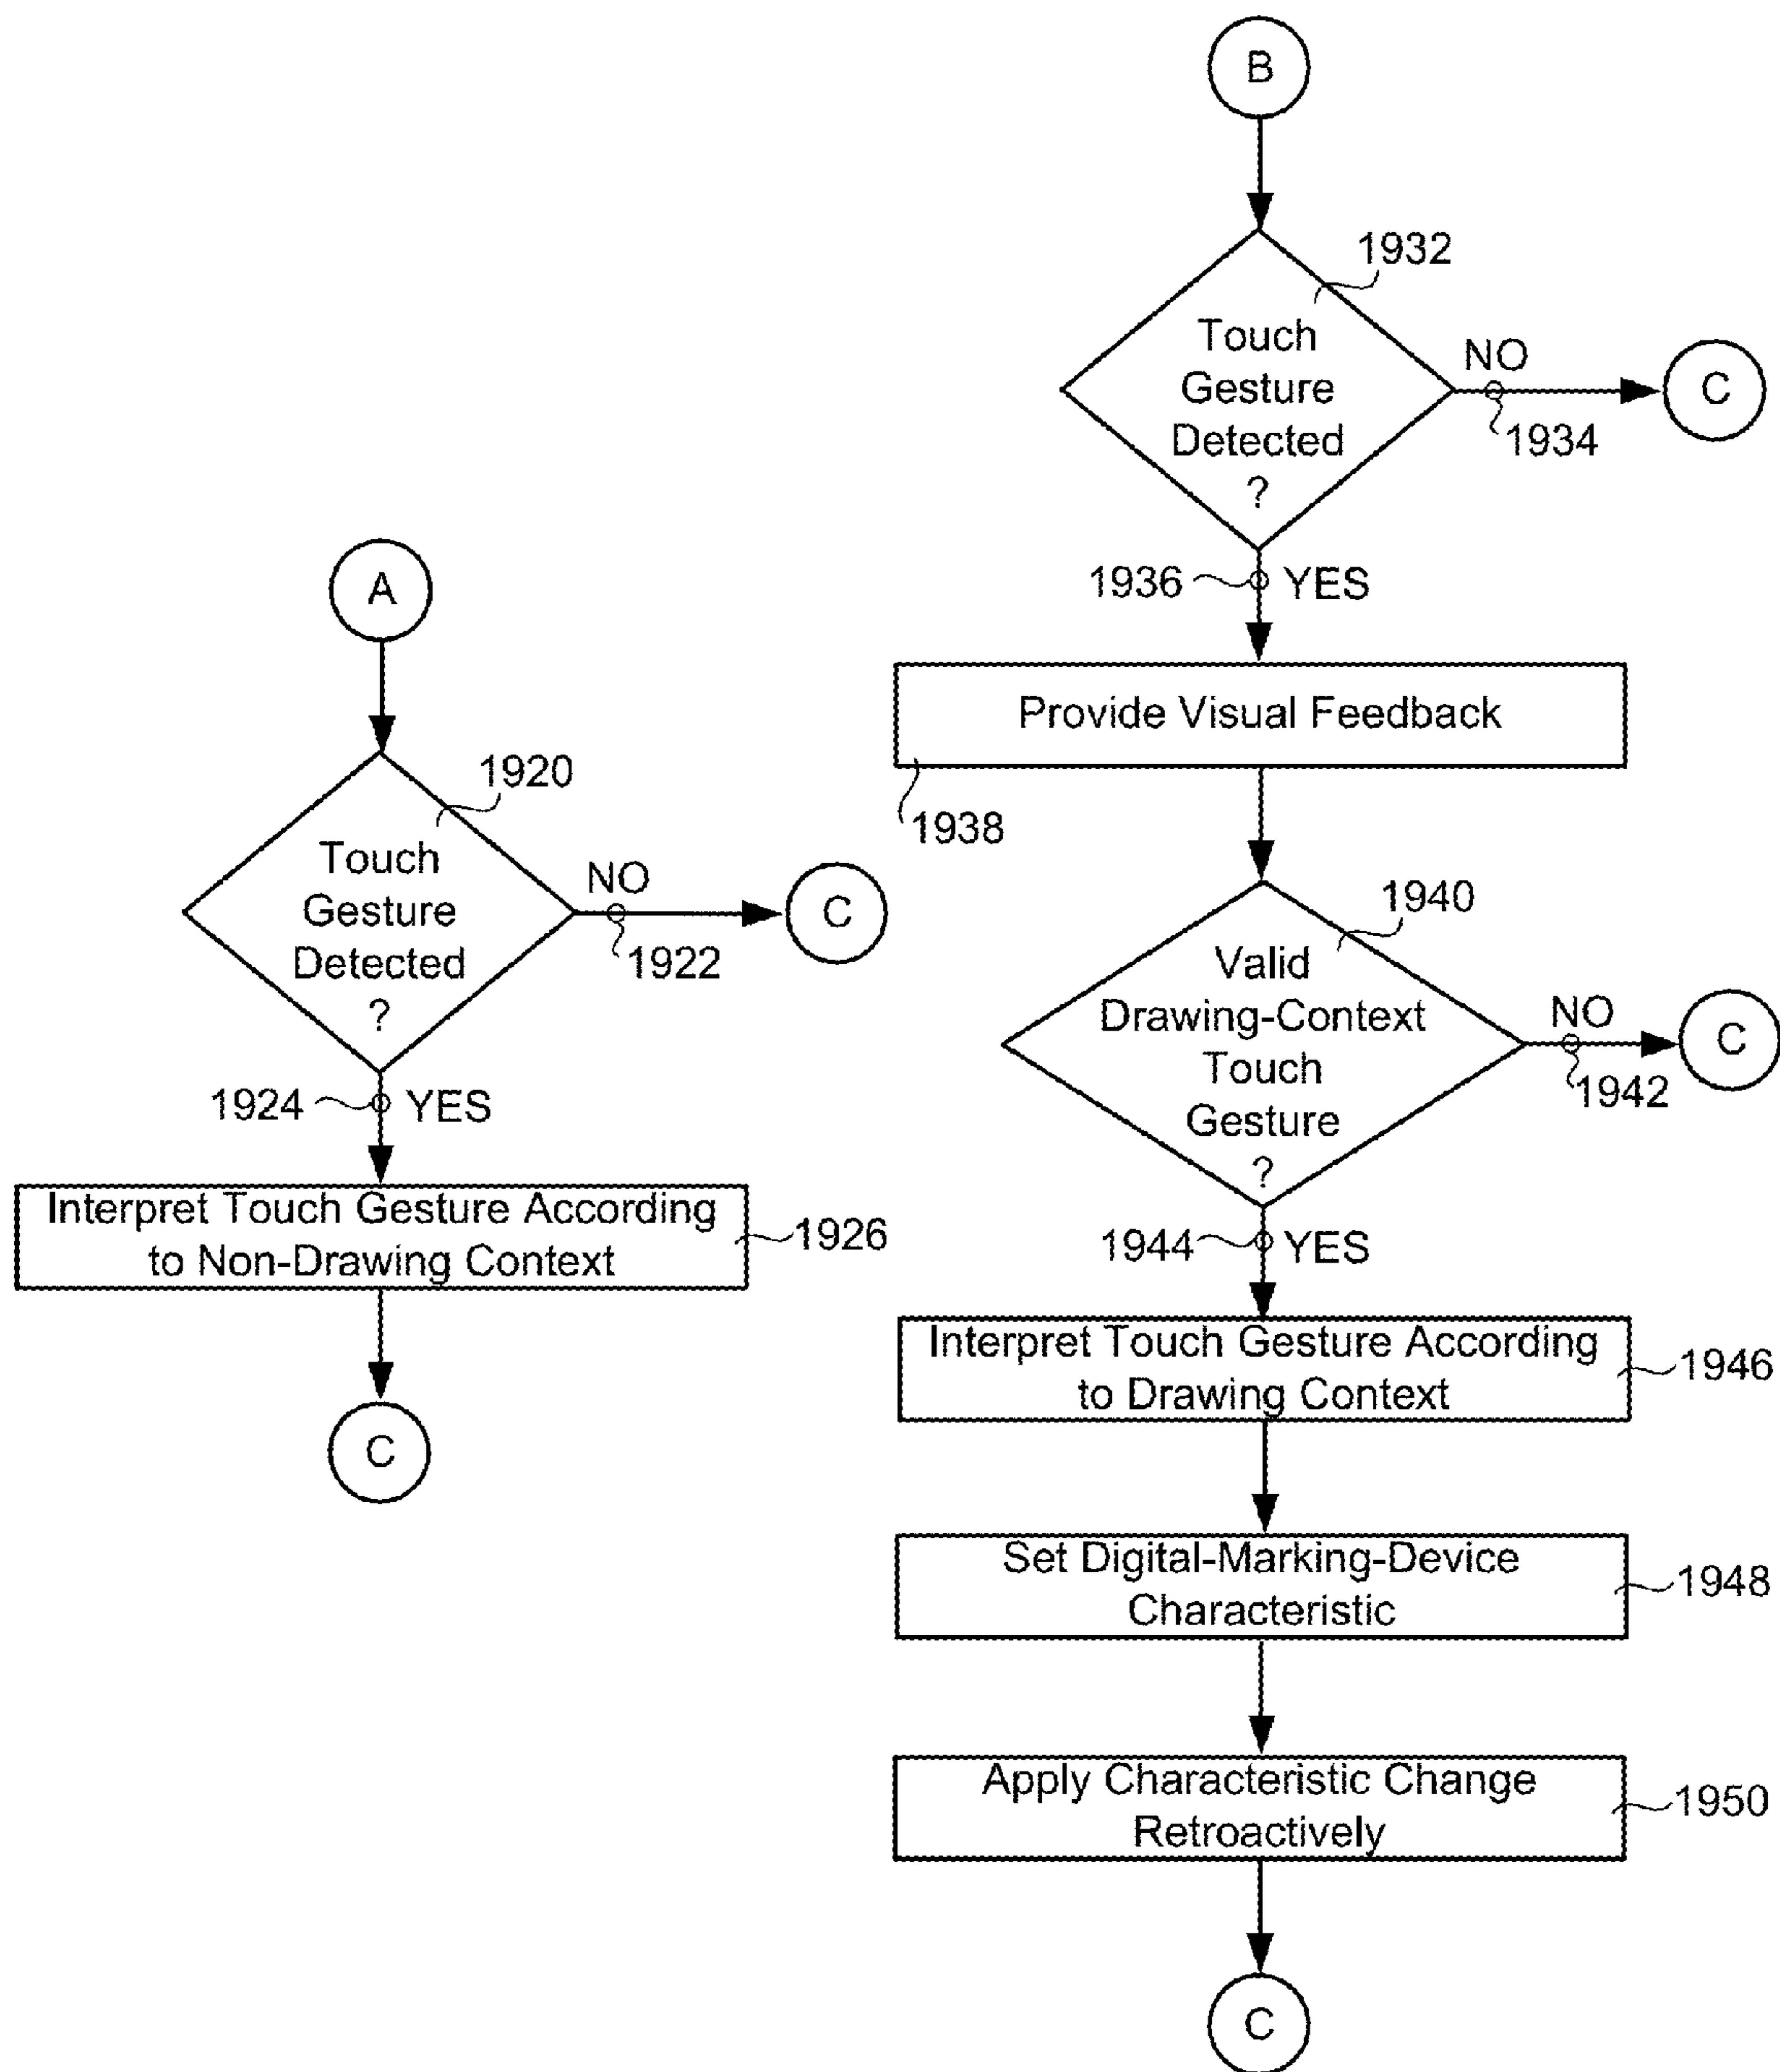 A
1920
Touch
Gesture
Detected
?
NO
1922
C
1924
YES
Interpret Touch Gesture According
to Non-Drawing Context
1926
C
B
1932
Touch
Gesture
Detected
?
NO
1934
C
1936
YES
Provide Visual Feedback
1938
1940
Valid
Drawing-Context
Touch
Gesture
?
NO
1942
C
1944
YES
Interpret Touch Gesture According
to Drawing Context
1946
Set Digital-Marking-Device
Characteristic
1948
Apply Characteristic Change
Retroactively
1950
C